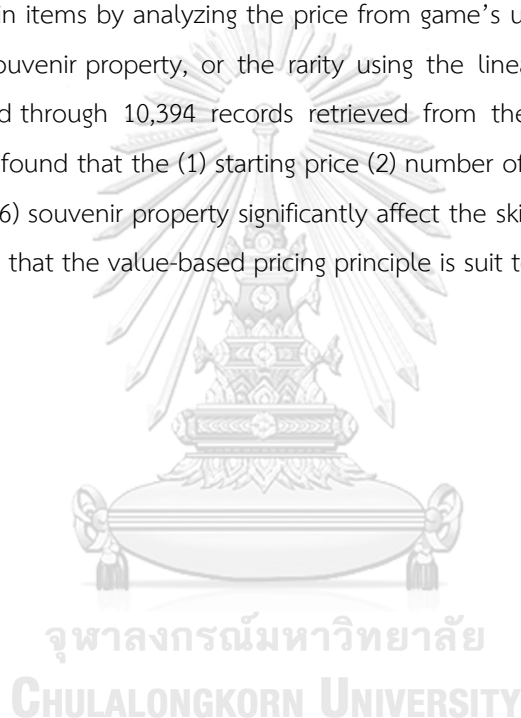 in items by analyzing the price from game's u
ouvenir property, or the rarity using the linea
d through 10,394 records retrieved from the
found that the (1) starting price (2) number of
6) souvenir property significantly affect the ski
that the value-based pricing principle is suit t
จุฬาลงกรณ์มหาวิทยาลัย
CHULALONGKORN UNIVERSITY